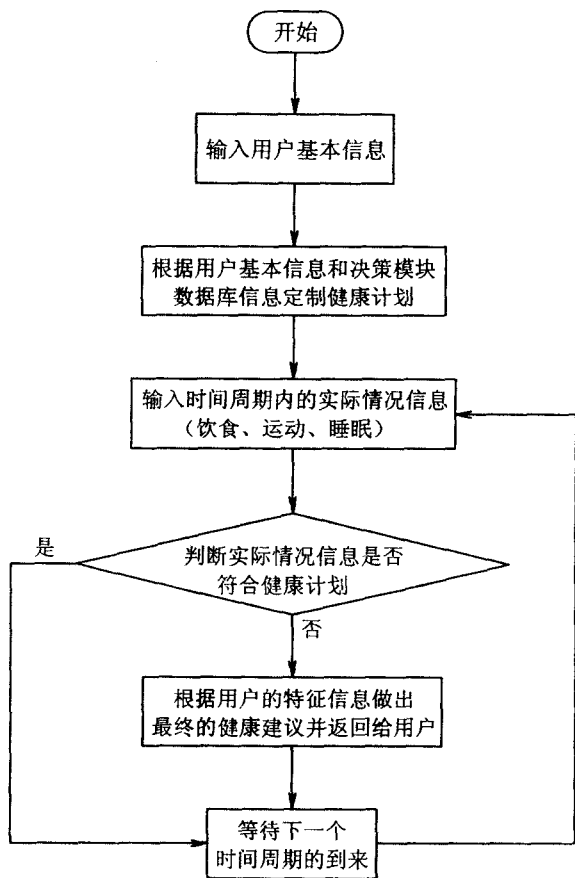 开始
输入用户基本信息
根据用户基本信息和决策模块
数据库信息定制健康计划
输入时间周期内的实际情况信息
（饮食、运动、睡眠）
是
判断实际情况信息是否
符合健康计划
否
根据用户的特征信息做出
最终的健康建议并返回给用户
等待下一个
时间周期的到来